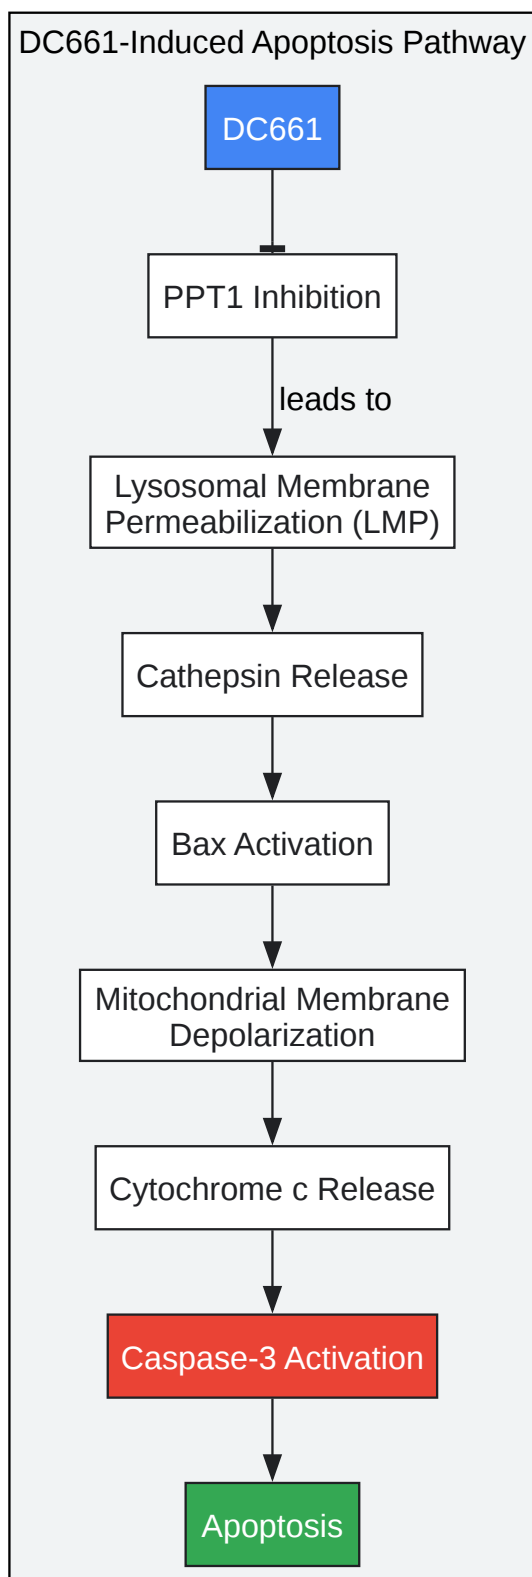 DC661-Induced Apoptosis Pathway
DC661
PPT1 Inhibition
leads to
Lysosomal Membrane
Permeabilization (LMP)
Cathepsin Release
Bax Activation
Mitochondrial Membrane
Depolarization
Cytochrome c Release
Caspase-3 Activation
Apoptosis